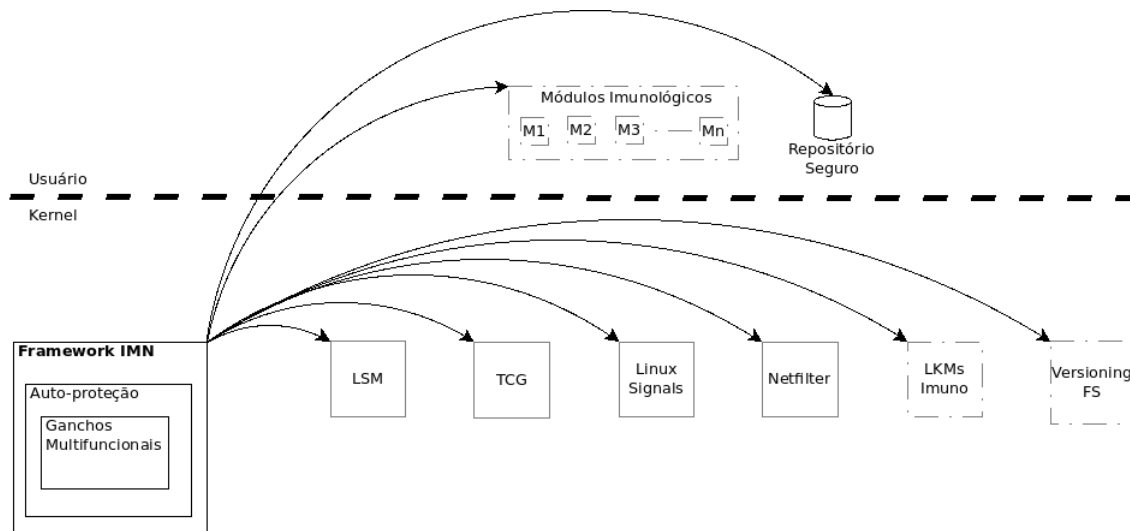 Módulos Imunológicos
M1 M2 M3 Mn
Repositório
Seguro
Usuário
Kernel
Framework IMN
Auto-proteção
Ganchos
Multifuncionais
LSM
TCG
Linux
Signals
Netfilter
LKMs
Imuno
Versioning
FS